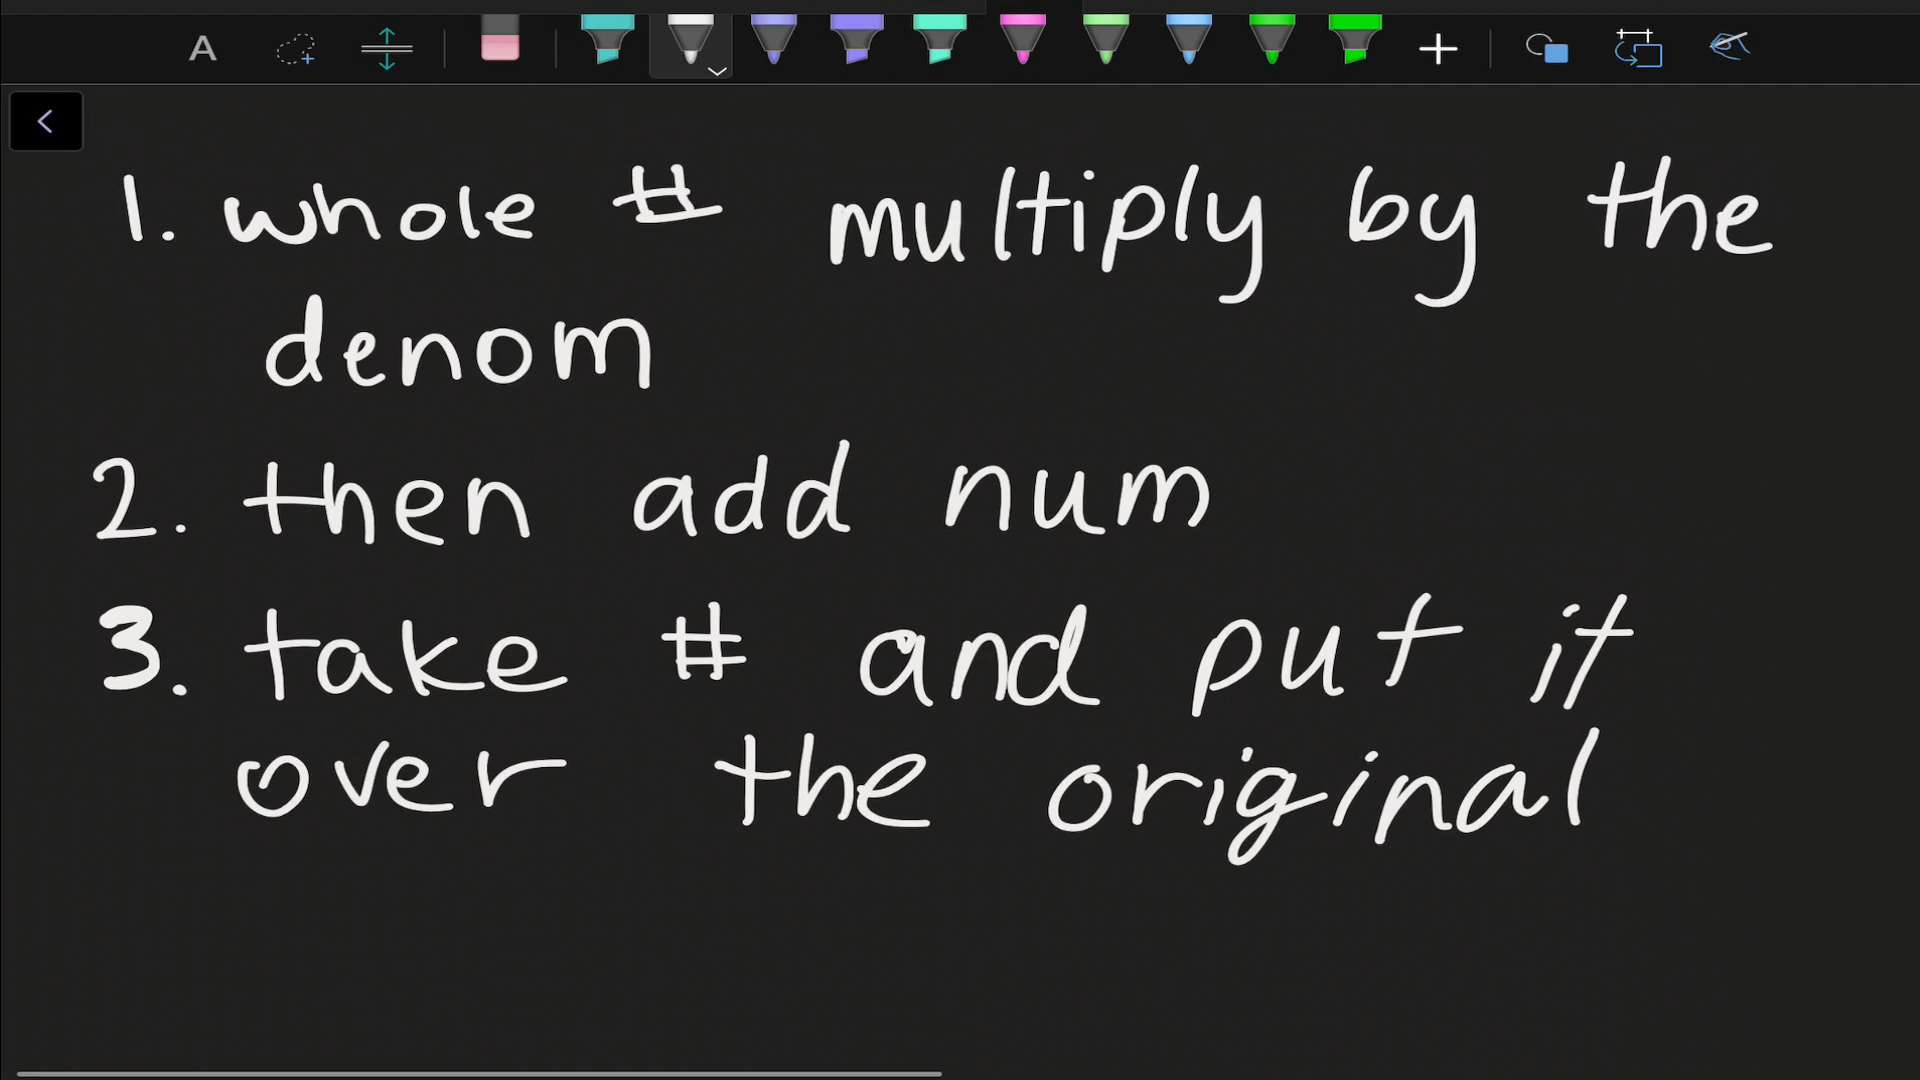 A
1. whole # multiply by the
denom
2. then add num
3. take # and put it
over the original